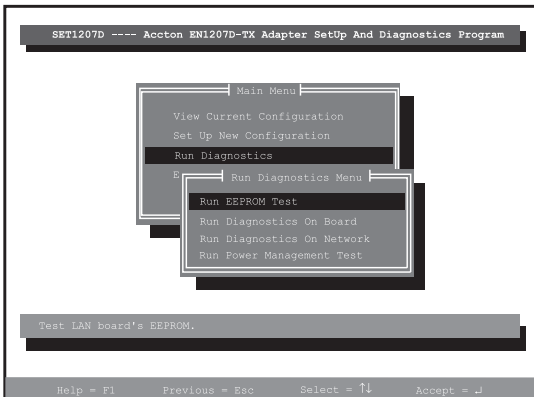 SET1207D ---- Accton EN1207D-TX Adapter SetUp And Diagnostics Program
Main Menu
View Current Configuration
Set Up New Configuration
Run Diagnostics
E
Run Diagnostics Menu
Run EEPROM Test
Run Diagnostics On Board
Run Diagnostics On Network
Run Power Management Test
Test LAN board's EEPROM.
Help = F1 Previous = Esc Select = ↑↓ Accept = ↵